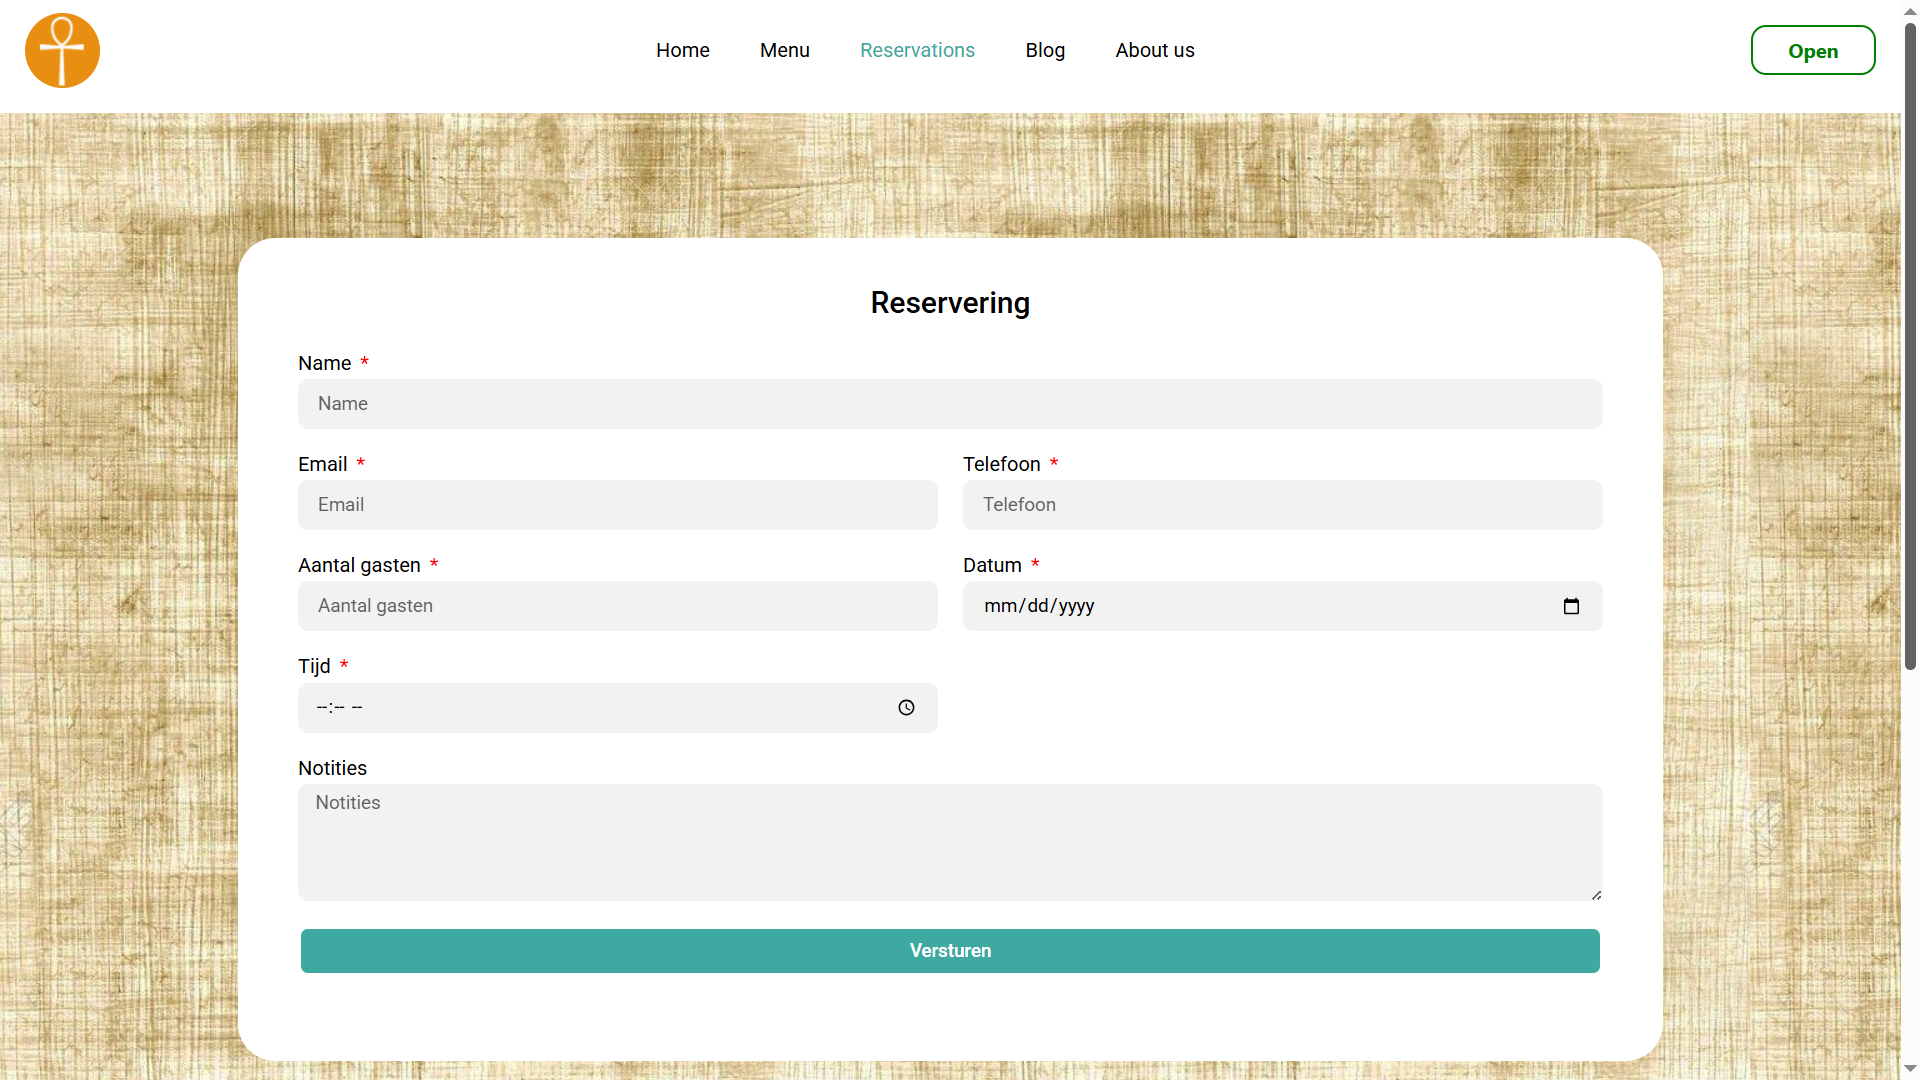 Home Menu Reservations Blog About us Open
Reservering
Name *
Name
Email * Telefoon *
Email Telefoon
Aantal gasten * Datum *
Aantal gasten mm/dd/yyyy
Tijd *
--:-- --
Notities
Notities
Versturen